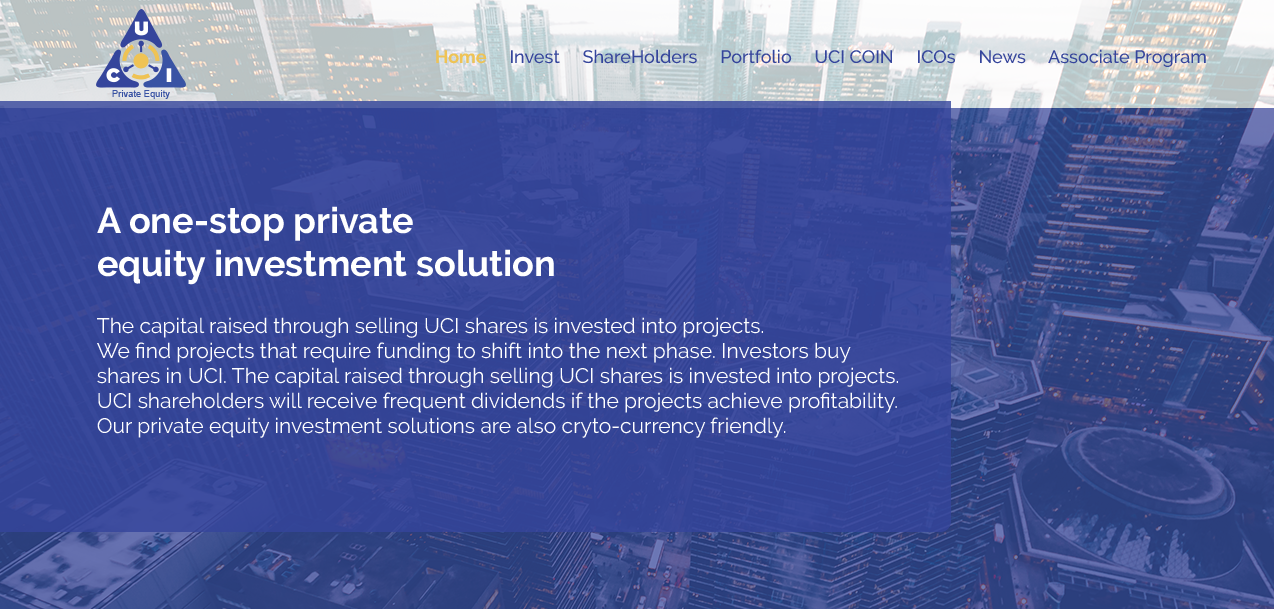 U
C I
Private Equity
Home Invest ShareHolders Portfolio UCI COIN ICOs News Associate Program
A one-stop private
equity investment solution
The capital raised through selling UCI shares is invested into projects.
We find projects that require funding to shift into the next phase. Investors buy
shares in UCI. The capital raised through selling UCI shares is invested into projects.
UCI shareholders will receive frequent dividends if the projects achieve profitability.
Our private equity investment solutions are also cryto-currency friendly.